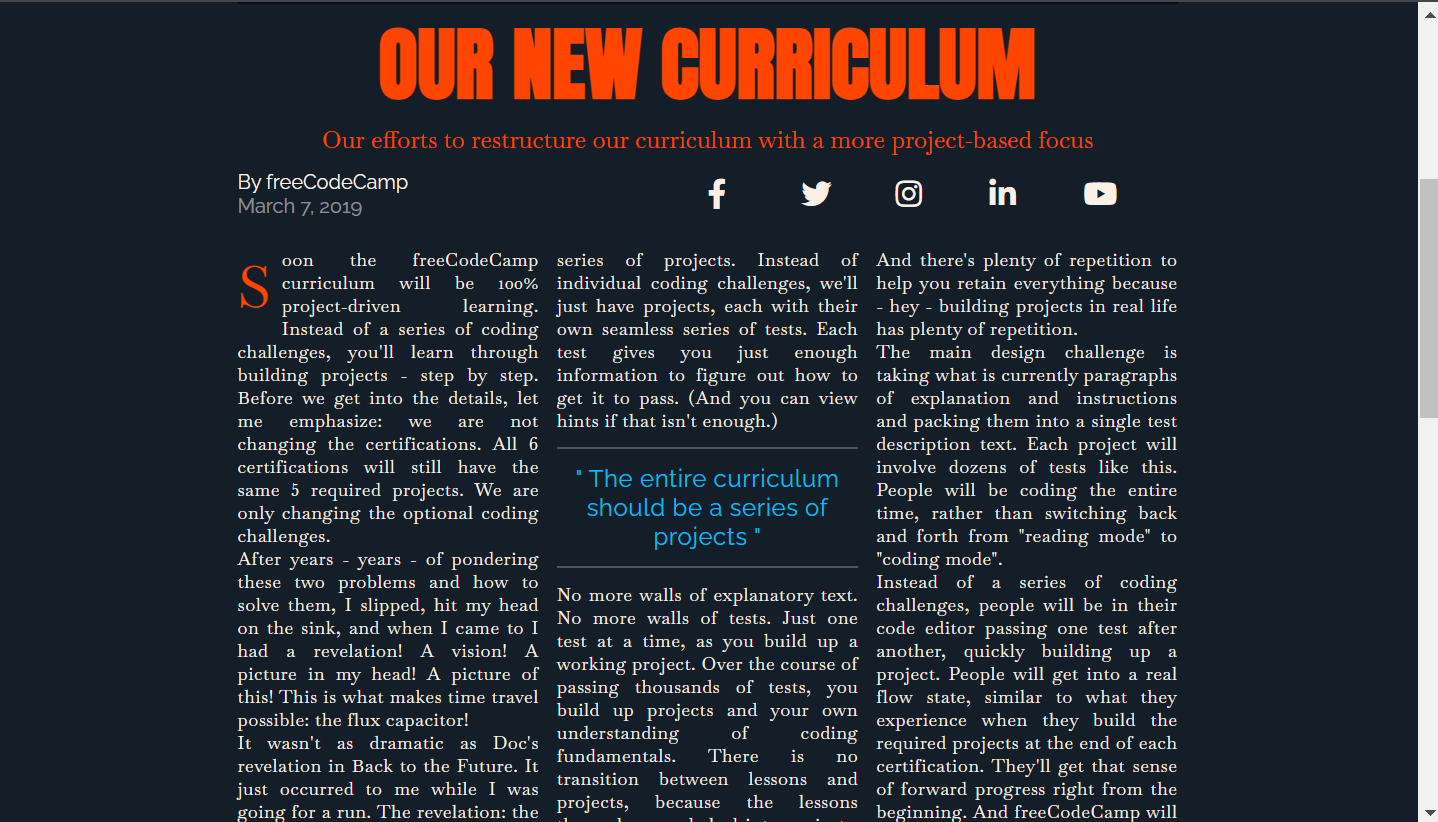 OUR NEW CURRICULUM
Our efforts to restructure our curriculum with a more project-based focus
By freeCodeCamp
March 7, 2019
Soon the freeCodeCamp
curriculum will be 100%
project-driven learning.
Instead of a series of coding
challenges, you'll learn through
building projects - step by step.
Before we get into the details, let
me emphasize: we are not
changing the certifications. All 6
certifications will still have the
same 5 required projects. We are
only changing the optional coding
challenges.
After years - years - of pondering
these two problems and how to
solve them, I slipped, hit my head
on the sink, and when I came to I
had a revelation! A vision! A
picture in my head! A picture of
this! This is what makes time travel
possible: the flux capacitor!
It wasn't as dramatic as Doc's
revelation in Back to the Future. It
just occurred to me while I was
going for a run. The revelation: the
series of projects. Instead of
individual coding challenges, we'll
just have projects, each with their
own seamless series of tests. Each
test gives you just enough
information to figure out how to
get it to pass. (And you can view
hints if that isn't enough.)
" The entire curriculum
should be a series of
projects "
No more walls of explanatory text.
No more walls of tests. Just one
test at a time, as you build up a
working project. Over the course of
passing thousands of tests, you
build up projects and your own
understanding of coding
fundamentals. There is no
transition between lessons and
projects, because the lessons
And there's plenty of repetition to
help you retain everything because
- hey - building projects in real life
has plenty of repetition.
The main design challenge is
taking what is currently paragraphs
of explanation and instructions
and packing them into a single test
description text. Each project will
involve dozens of tests like this.
People will be coding the entire
time, rather than switching back
and forth from "reading mode" to
"coding mode".
Instead of a series of coding
challenges, people will be in their
code editor passing one test after
another, quickly building up a
project. People will get into a real
flow state, similar to what they
experience when they build the
required projects at the end of each
certification. They'll get that sense
of forward progress right from the
beginning. And freeCodeCamp will